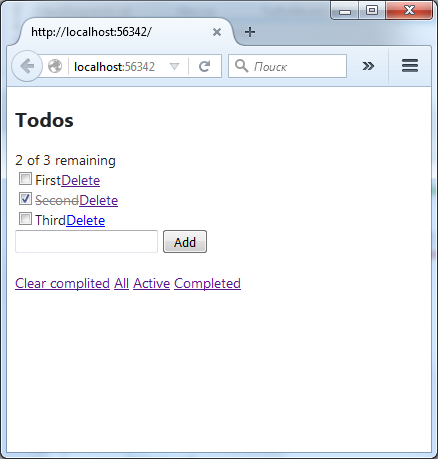 http://localhost:56342/
localhost:56342
Поиск
Todos
2 of 3 remaining
FirstDelete
SecondDelete
ThirdDelete
Add
Clear complited All Active Completed